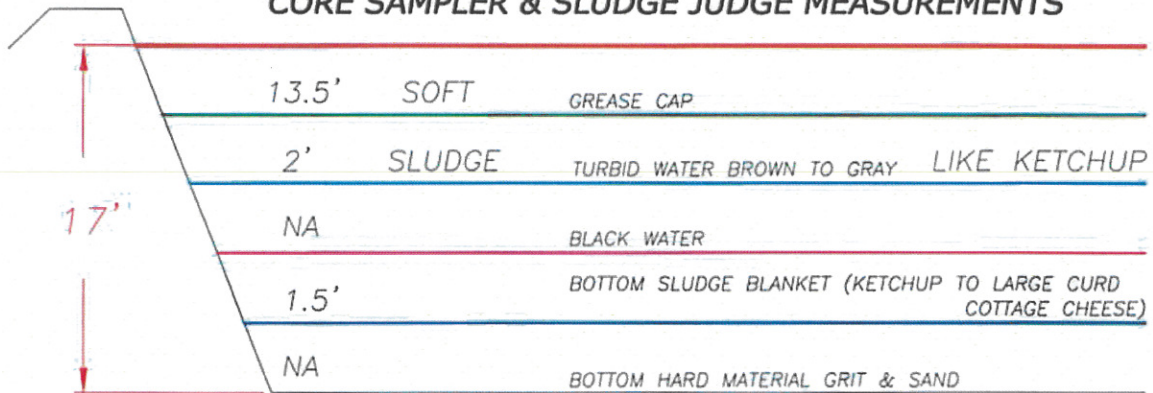 CORE SAMPLER & SLUDGE JUDGE MEASUREMENTS
13.5' SOFT GREASE CAP
2' SLUDGE TURBID WATER BROWN TO GRAY LIKE KETCHUP
17'
NA BLACK WATER
1.5' BOTTOM SLUDGE BLANKET (KETCHUP TO LARGE CURD
COTTAGE CHEESE)
NA BOTTOM HARD MATERIAL GRIT & SAND